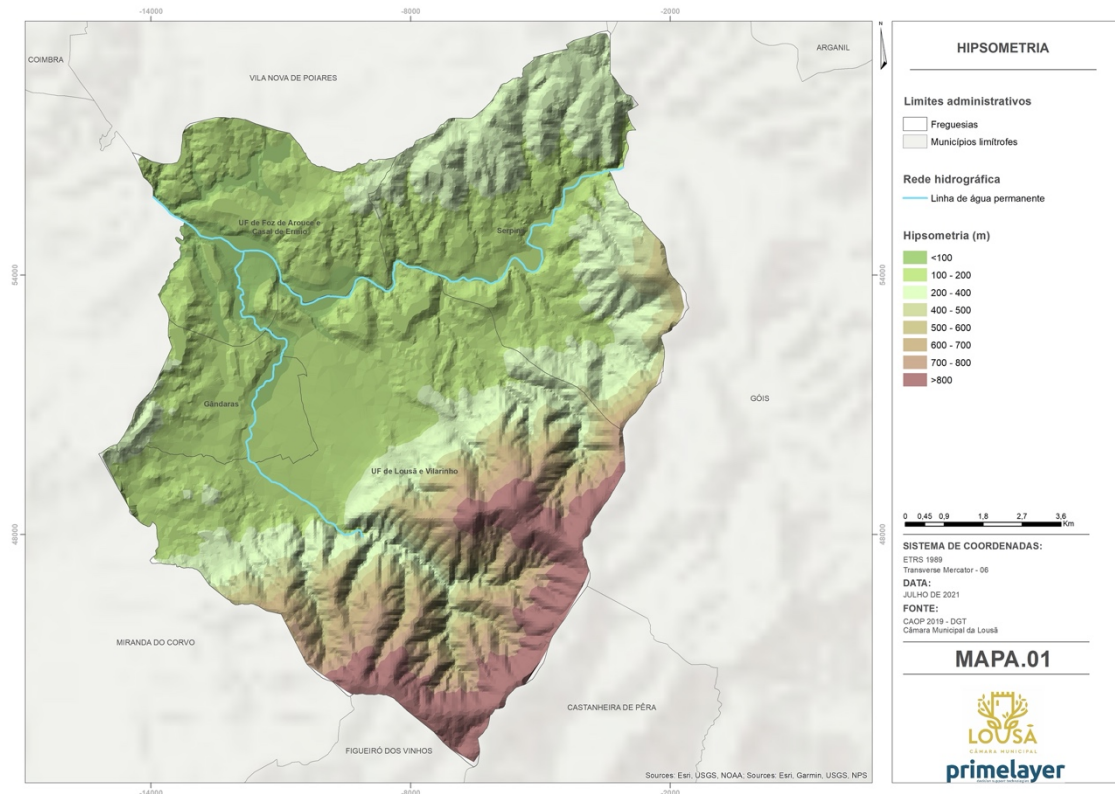 -14000
-8000
-2000
COIMBRA
VILA NOVA DE POIARES
ARGANIL
UF de Foz de Arouce e
Casal de Ermio
Serpins
54000
54000
GÓIS
Gândaras
UF de Lousã e Vilarinho
48000
48000
MIRANDA DO CORVO
CASTANHEIRA DE PÊRA
FIGUEIRÓ DOS VINHOS
Sources: Esri, USGS, NOAA; Sources: Esri, Garmin, USGS, NPS
-14000
-8000
-2000
N
HIPSOMETRIA
Limites administrativos
Freguesias
Municípios limítrofes
Rede hidrográfica
Linha de água permanente
Hipsometria (m)
<100
100 - 200
200 - 400
400 - 500
500 - 600
600 - 700
700 - 800
>800
0 0,45 0,9 1,8 2,7 3,6
Km
SISTEMA DE COORDENADAS:
ETRS 1989
Transverse Mercator - 06
DATA:
JULHO DE 2021
FONTE:
CAOP 2019 - DGT
Câmara Municipal da Lousã
MAPA.01
LOUSÃ
CÂMARA MUNICIPAL
primelayer